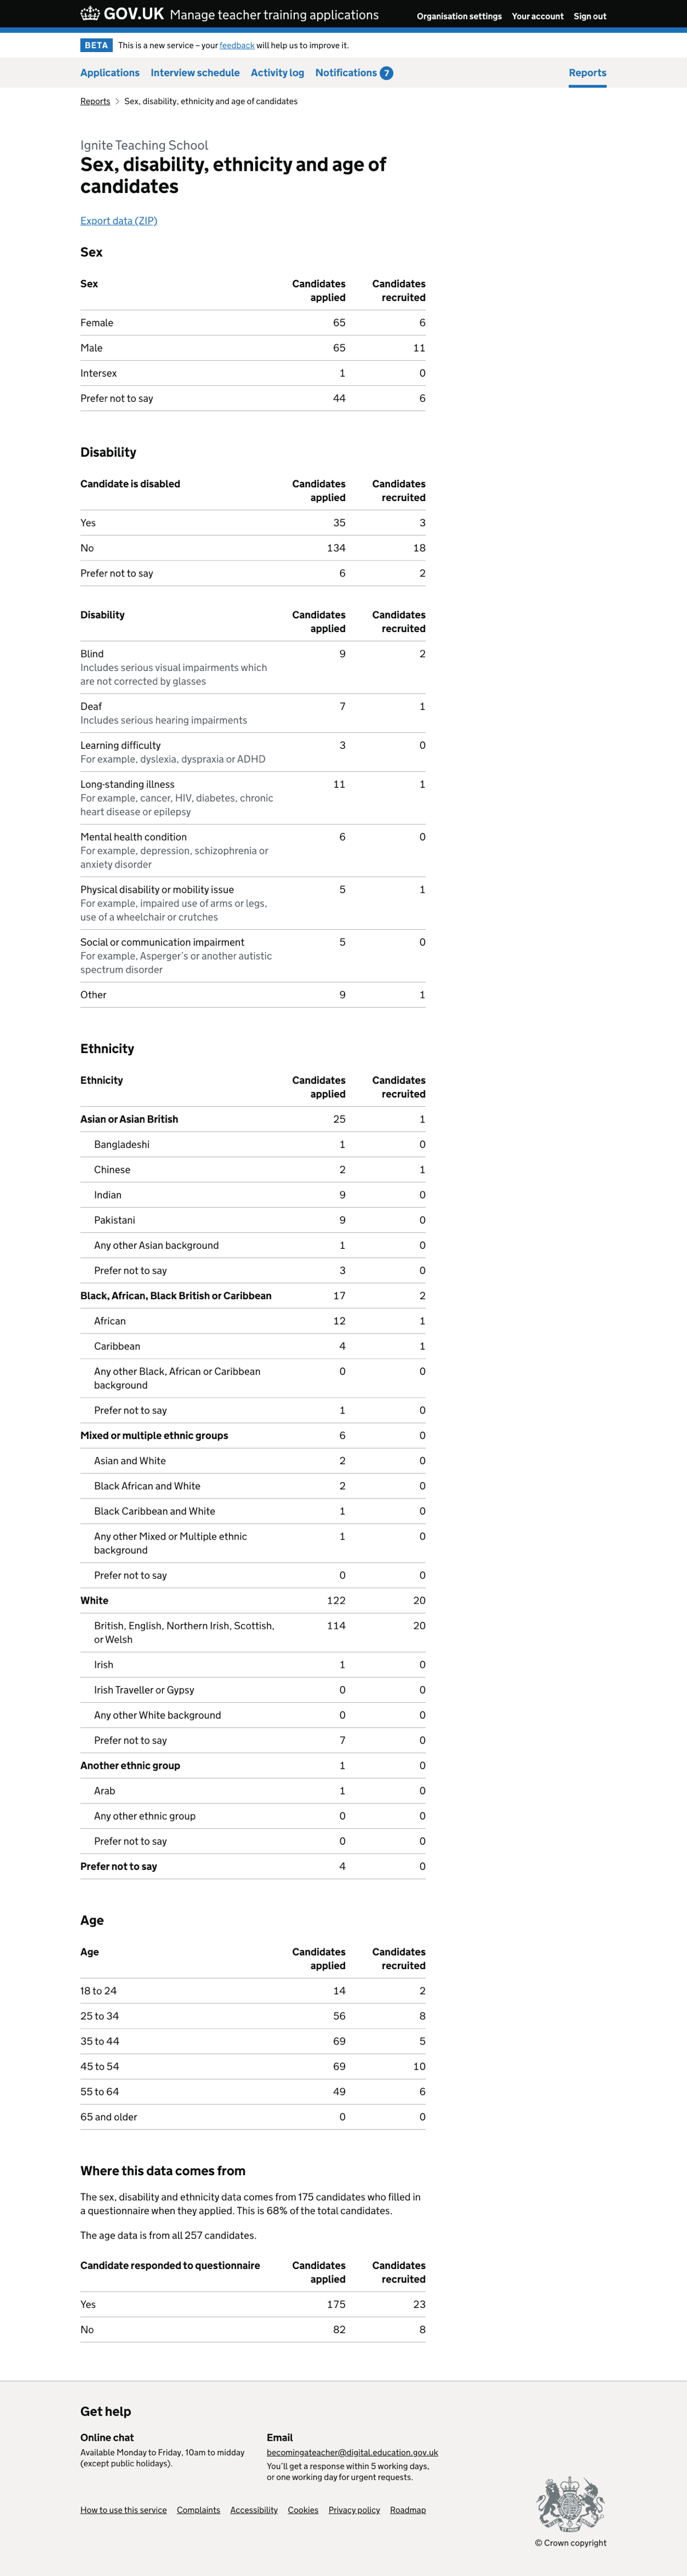 GOV.UK Manage teacher training applications Organisation settings Your account Sign out
BETA This is a new service – your feedback will help us to improve it.
Applications Interview schedule Activity log Notifications 7 Reports
Reports > Sex, disability, ethnicity and age of candidates
Ignite Teaching School
Sex, disability, ethnicity and age of
candidates
Export data (ZIP)
Sex
Sex Candidates applied Candidates recruited
Female 65 6
Male 65 11
Intersex 1 0
Prefer not to say 44 6
Disability
Candidate is disabled Candidates applied Candidates recruited
Yes 35 3
No 134 18
Prefer not to say 6 2
Disability Candidates applied Candidates recruited
Blind 9 2
Includes serious visual impairments which
are not corrected by glasses
Deaf 7 1
Includes serious hearing impairments
Learning difficulty 3 0
For example, dyslexia, dyspraxia or ADHD
Long-standing illness 11 1
For example, cancer, HIV, diabetes, chronic
heart disease or epilepsy
Mental health condition 6 0
For example, depression, schizophrenia or
anxiety disorder
Physical disability or mobility issue 5 1
For example, impaired use of arms or legs,
use of a wheelchair or crutches
Social or communication impairment 5 0
For example, Asperger’s or another autistic
spectrum disorder
Other 9 1
Ethnicity
Ethnicity Candidates applied Candidates recruited
Asian or Asian British 25 1
Bangladeshi 1 0
Chinese 2 1
Indian 9 0
Pakistani 9 0
Any other Asian background 1 0
Prefer not to say 3 0
Black, African, Black British or Caribbean 17 2
African 12 1
Caribbean 4 1
Any other Black, African or Caribbean 0 0
background
Prefer not to say 1 0
Mixed or multiple ethnic groups 6 0
Asian and White 2 0
Black African and White 2 0
Black Caribbean and White 1 0
Any other Mixed or Multiple ethnic 1 0
background
Prefer not to say 0 0
White 122 20
British, English, Northern Irish, Scottish, 114 20
or Welsh
Irish 1 0
Irish Traveller or Gypsy 0 0
Any other White background 0 0
Prefer not to say 7 0
Another ethnic group 1 0
Arab 1 0
Any other ethnic group 0 0
Prefer not to say 0 0
Prefer not to say 4 0
Age
Age Candidates applied Candidates recruited
18 to 24 14 2
25 to 34 56 8
35 to 44 69 5
45 to 54 69 10
55 to 64 49 6
65 and older 0 0
Where this data comes from
The sex, disability and ethnicity data comes from 175 candidates who filled in
a questionnaire when they applied. This is 68% of the total candidates.
The age data is from all 257 candidates.
Candidate responded to questionnaire Candidates applied Candidates recruited
Yes 175 23
No 82 8
Get help
Online chat
Available Monday to Friday, 10am to midday
(except public holidays).
Email
becomingateacher@digital.education.gov.uk
You’ll get a response within 5 working days,
or one working day for urgent requests.
How to use this service Complaints Accessibility Cookies Privacy policy Roadmap
© Crown copyright